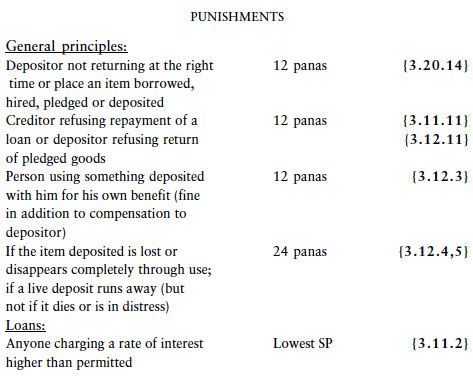 PUNISHMENTS
General principles:
Depositor not returning at the right 12 panas {3.20.14}
time or place an item borrowed,
hired, pledged or deposited
Creditor refusing repayment of a 12 panas {3.11.11}
loan or depositor refusing return {3.12.11}
of pledged goods
Person using something deposited 12 panas {3.12.3}
with him for his own benefit (fine
in addition to compensation to
depositor)
If the item deposited is lost or 24 panas {3.12.4,5}
disappears completely through use;
if a live deposit runs away (but
not if it dies or is in distress)
Loans:
Anyone charging a rate of interest Lowest SP {3.11.2}
higher than permitted